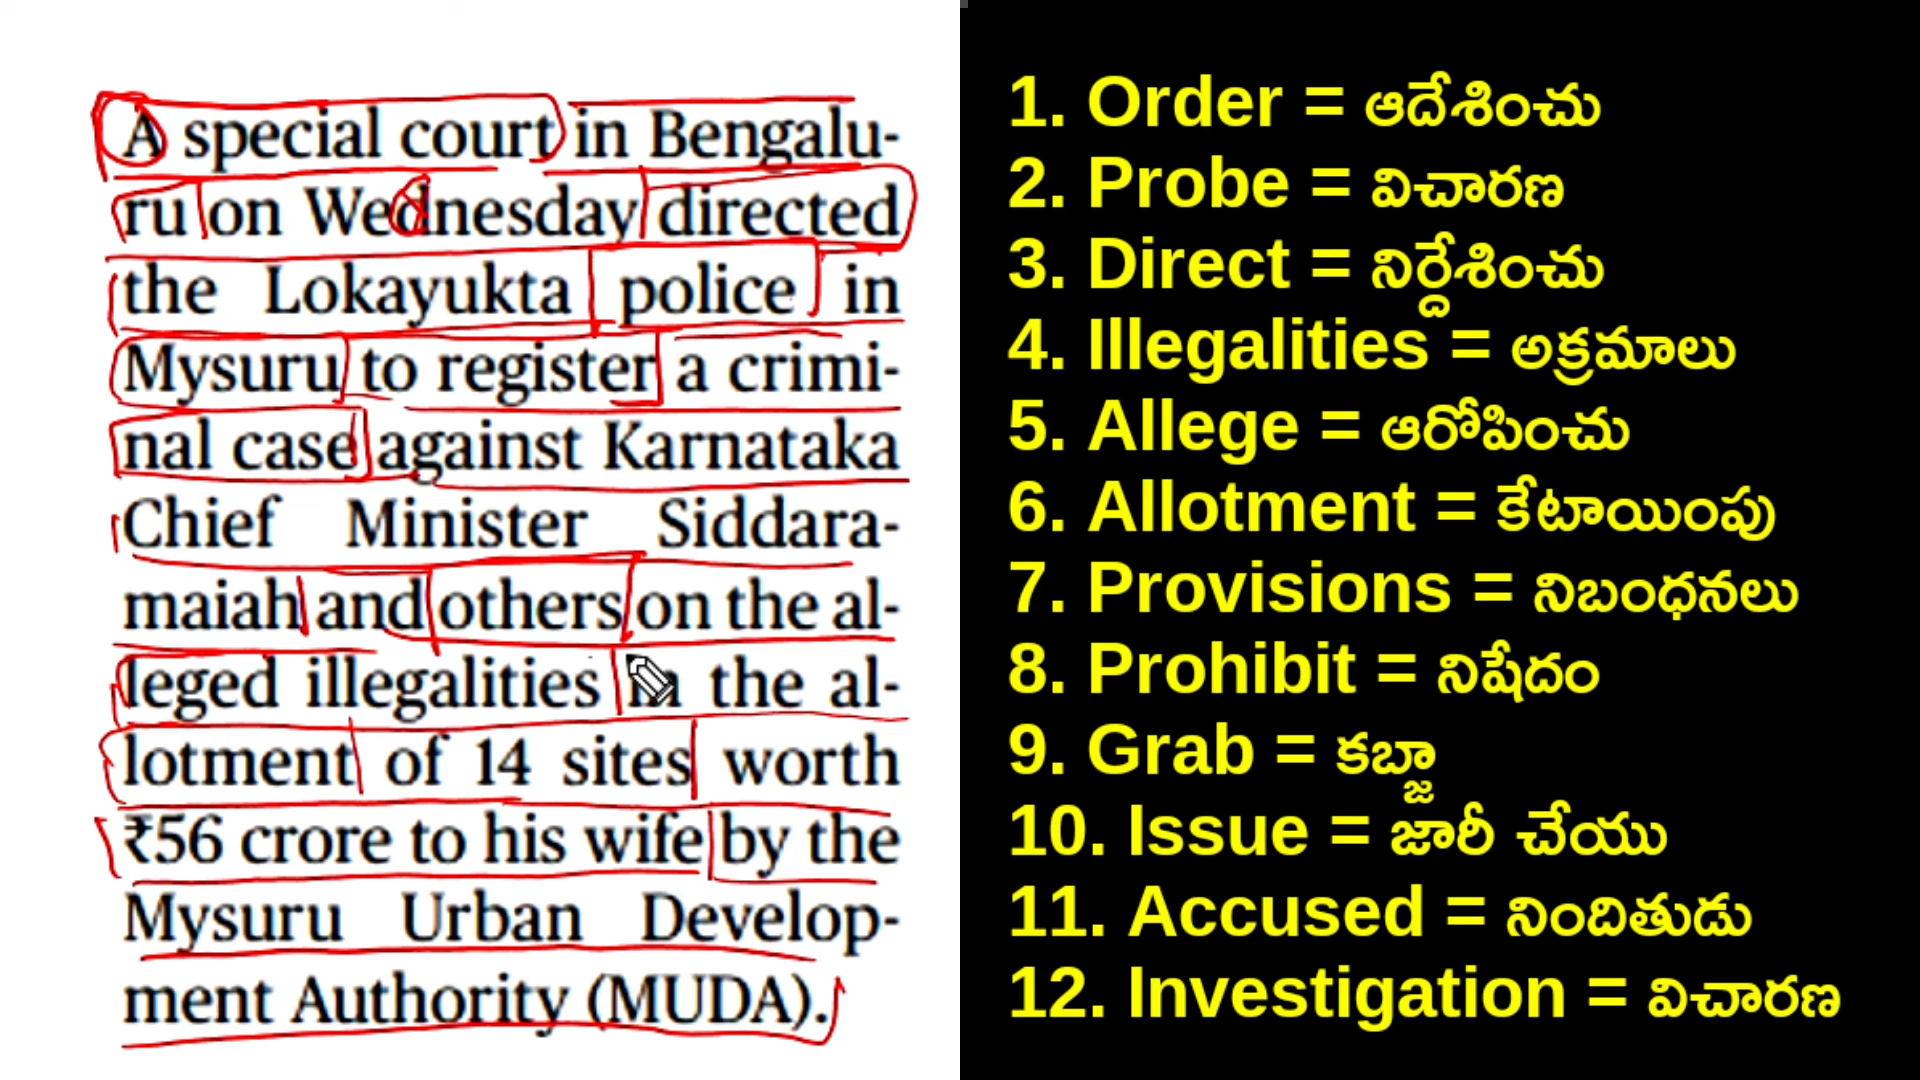 A special court in Bengalu-
ru on Wednesday directed
the Lokayukta police in
Mysuru to register a crimi-
nal case against Karnataka
Chief Minister Siddara-
maiah and others on the al-
leged illegalities in the al-
lotment of 14 sites worth
₹56 crore to his wife by the
Mysuru Urban Develop-
ment Authority (MUDA).
1. Order = ఆదేశించు
2. Probe = విచారణ
3. Direct = నిర్దేశించు
4. Illegalities = అక్రమాలు
5. Allege = ఆరోపించు
6. Allotment = కేటాయింపు
7. Provisions = నిబంధనలు
8. Prohibit = నిషేదం
9. Grab = కబ్జా
10. Issue = జారీ చేయు
11. Accused = నిందితుడు
12. Investigation = విచారణ